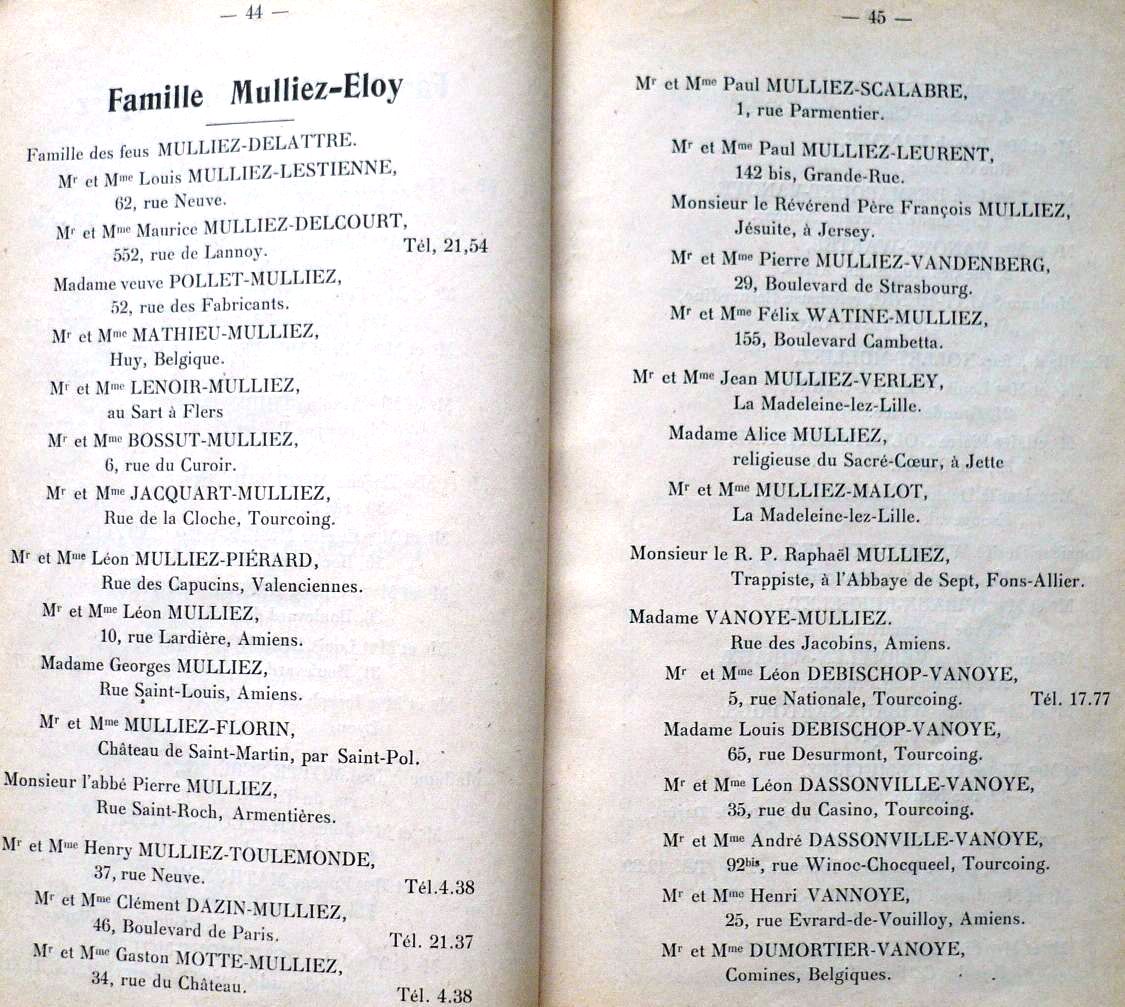 — 44 —
Famille Mulliez-Eloy
Famille des feus MULLIEZ-DELATTRE.
Mr et Mme Louis MULLIEZ-LESTIENNE,
62, rue Neuve.
Mr et Mme Maurice MULLIEZ-DELCOURT,
552, rue de Lannoy. Tél, 21,54
Madame veuve POLLET-MULLIEZ,
52, rue des Fabricants.
Mr et Mme MATHIEU-MULLIEZ,
Huy, Belgique.
Mr et Mme LENOIR-MULLIEZ,
au Sart à Flers
Mr et Mme BOSSUT-MULLIEZ,
6, rue du Curoir.
Mr et Mme JACQUART-MULLIEZ,
Rue de la Cloche, Tourcoing.
Mr et Mme Léon MULLIEZ-PIÉRARD,
Rue des Capucins, Valenciennes.
Mr et Mme Léon MULLIEZ,
10, rue Lardière, Amiens.
Madame Georges MULLIEZ,
Rue Saint-Louis, Amiens.
Mr et Mme MULLIEZ-FLORIN,
Château de Saint-Martin, par Saint-Pol.
Monsieur l'abbé Pierre MULLIEZ,
Rue Saint-Roch, Armentières.
Mr et Mme Henry MULLIEZ-TOULEMONDE,
37, rue Neuve. Tél.4.38
Mr et Mme Clément DAZIN-MULLIEZ,
46, Boulevard de Paris. Tél. 21.37
Mr et Mme Gaston MOTTE-MULLIEZ,
34, rue du Château. Tél. 4.38
— 45 —
Mr et Mme Paul MULLIEZ-SCALABRE,
1, rue Parmentier.
Mr et Mme Paul MULLIEZ-LEURENT,
142 bis, Grande-Rue.
Monsieur le Révérend Père François MULLIEZ,
Jésuite, à Jersey.
Mr et Mme Pierre MULLIEZ-VANDENBERG,
29, Boulevard de Strasbourg.
Mr et Mme Félix WATINE-MULLIEZ,
155, Boulevard Cambetta.
Mr et Mme Jean MULLIEZ-VERLEY,
La Madeleine-lez-Lille.
Madame Alice MULLIEZ,
religieuse du Sacré-Cœur, à Jette
Mr et Mme MULLIEZ-MALOT,
La Madeleine-lez-Lille.
Monsieur le R. P. Raphaël MULLIEZ,
Trappiste, à l'Abbaye de Sept, Fons-Allier.
Madame VANOYE-MULLIEZ.
Rue des Jacobins, Amiens.
Mr et Mme Léon DEBISCHOP-VANOYE,
5, rue Nationale, Tourcoing. Tél. 17.77
Madame Louis DEBISCHOP-VANOYE,
65, rue Desurmont, Tourcoing.
Mr et Mme Léon DASSONVILLE-VANOYE,
35, rue du Casino, Tourcoing.
Mr et Mme André DASSONVILLE-VANOYE,
92bis, rue Winoc-Chocqueel, Tourcoing.
Mr et Mme Henri VANNOYE,
25, rue Evrard-de-Vouilloy, Amiens.
Mr et Mme DUMORTIER-VANOYE,
Comines, Belgiques.